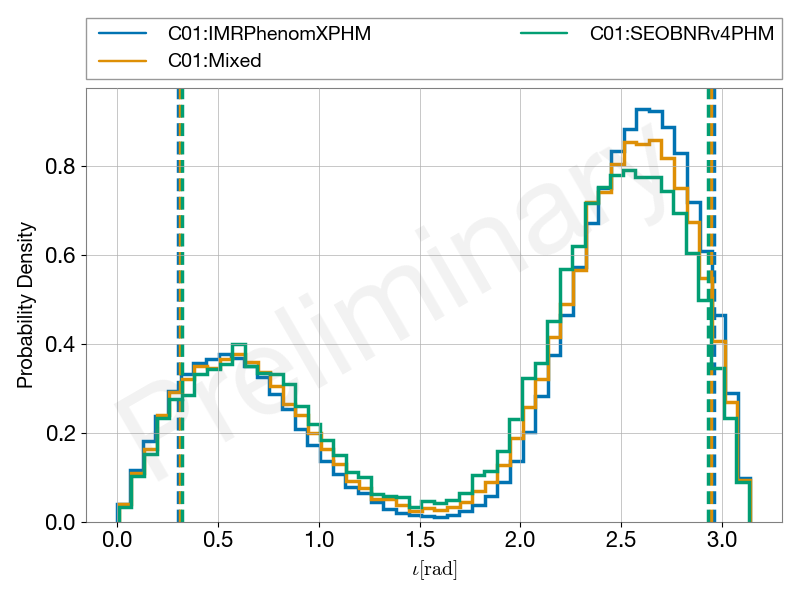 C01:IMRPhenomXPHM
C01:Mixed
C01:SEOBNRv4PHM
Preliminary
Probability Density
0.8
0.6
0.4
0.2
0.0
0.0 0.5 1.0 1.5 2.0 2.5 3.0
ι[rad]